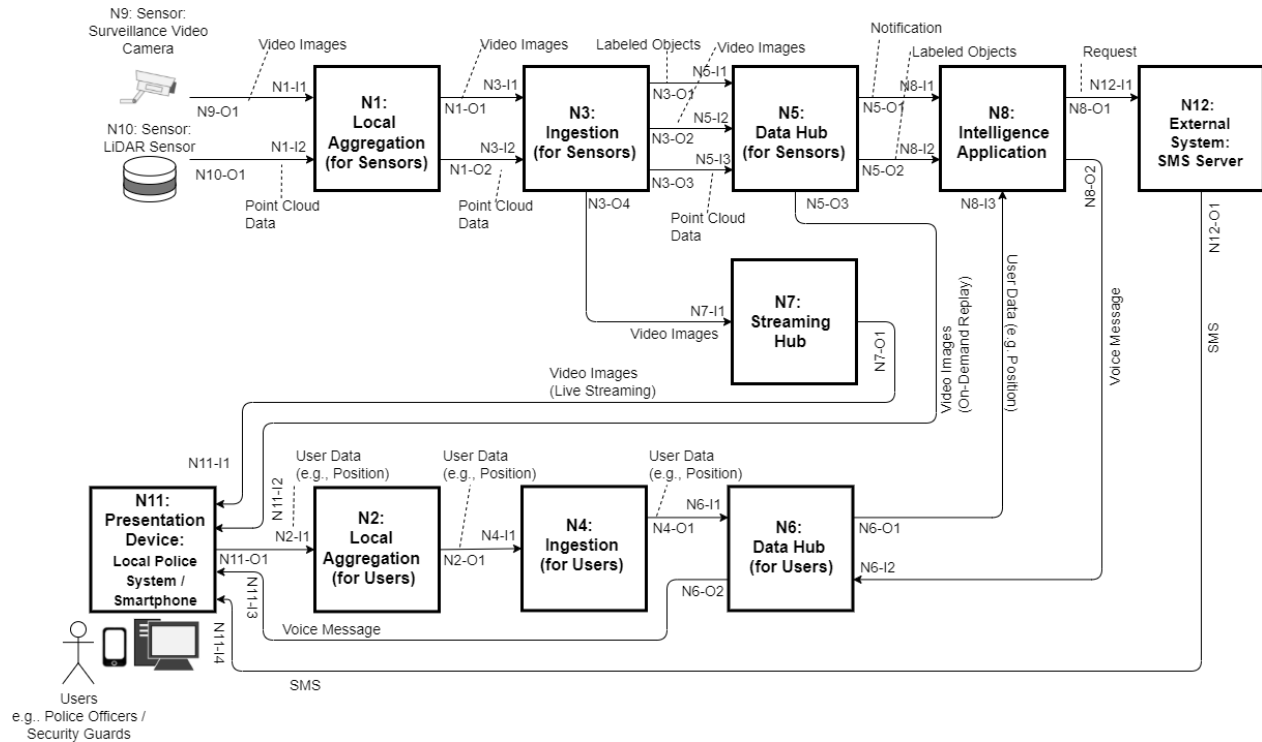 N9: Sensor:
Surveillance Video
Camera
Video Images
N1-I1
N9-O1
N10: Sensor:
LiDAR Sensor
N1-I2
N10-O1
Point Cloud
Data
N1:
Local
Aggregation
(for Sensors)
Video Images
N3-I1
N1-O1
N3-I2
N1-O2
Point Cloud
Data
N3:
Ingestion
(for Sensors)
Labeled Objects
Video Images
N5-I1
N3-O1
N5-I2
N3-O2
N5-I3
N3-O3
N3-O4
Point Cloud
Data
N5:
Data Hub
(for Sensors)
Notification
Labeled Objects
N8-I1
N5-O1
N8-I2
N5-O2
N5-O3
N8:
Intelligence
Application
N8-I3
Request
N12-I1
N8-O1
N8-O2
N12:
External
System:
SMS Server
N12-O1
N7-I1
Video Images
N7:
Streaming
Hub
N7-O1
Video Images
(On-Demand Replay)
User Data (e.g. Position)
Voice Message
SMS
Video Images
(Live Streaming)
N11-I1
N11-I2
N11:
Presentation
Device:
Local Police
System /
Smartphone
User Data
(e.g., Position)
N2-I1
N11-O1
N11-I3
N11-I4
N2:
Local
Aggregation
(for Users)
User Data
(e.g., Position)
N4-I1
N2-O1
N4:
Ingestion
(for Users)
User Data
(e.g., Position)
N6-I1
N4-O1
N6:
Data Hub
(for Users)
N6-O1
N6-I2
N6-O2
Voice Message
SMS
Users
e.g.. Police Officers /
Security Guards